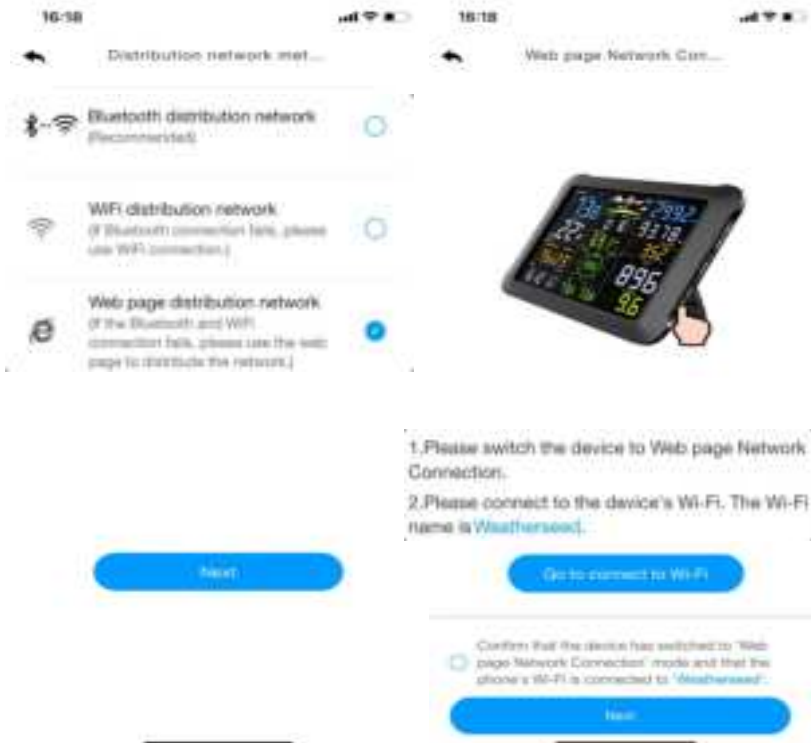 16:18
Distribution network met...
Bluetooth distribution network
(Recommended)
WiFi distribution network
(If Bluetooth connection fails, please
use WiFi connection.)
Web page distribution network
(If the Bluetooth and WiFi
connection fails, please use the web
page to distribute the network.)
Next
16:18
Web page Network Con...
1.Please switch the device to Web page Network
Connection.
2.Please connect to the device's Wi-Fi. The Wi-Fi
name is Weatherseed.
Go to connect to Wi-Fi
Confirm that the device has switched to "Web
page Network Connection" mode and that the
phone's Wi-Fi is connected to "Weatherseed".
Next